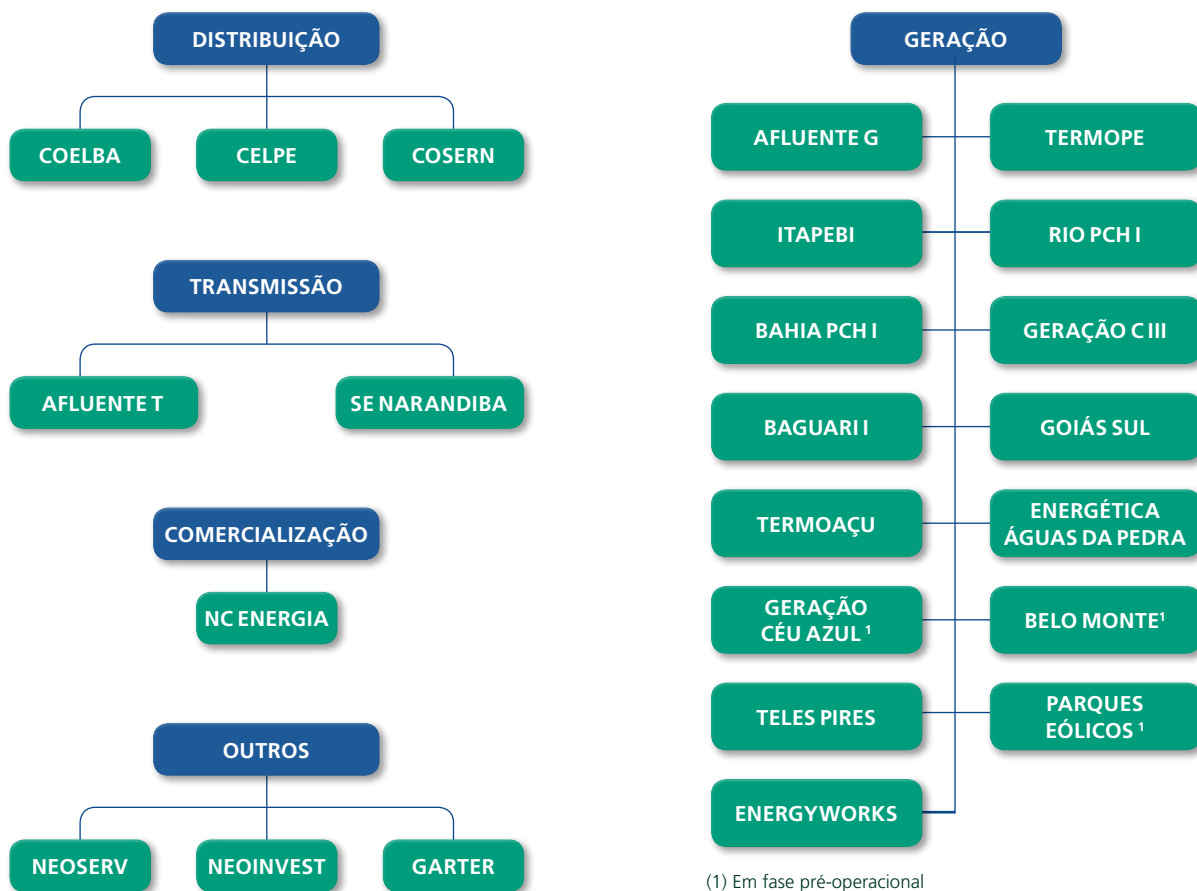 DISTRIBUIÇÃO
COELBA
CELPE
COSERN
TRANSMISSÃO
AFLUENTE T
SE NARANDIBA
COMERCIALIZAÇÃO
NC ENERGIA
OUTROS
NEOSERV
NEOINVEST
GARTER
GERAÇÃO
AFLUENTE G
TERMOPE
ITAPEBI
RIO PCH I
BAHIA PCH I
GERAÇÃO C III
BAGUARI I
GOIÁS SUL
TERMOAÇU
ENERGÉTICA
ÁGUAS DA PEDRA
GERAÇÃO
CÉU AZUL ¹
BELO MONTE¹
TELES PIRES
PARQUES
EÓLICOS ¹
ENERGYWORKS
(1) Em fase pré-operacional